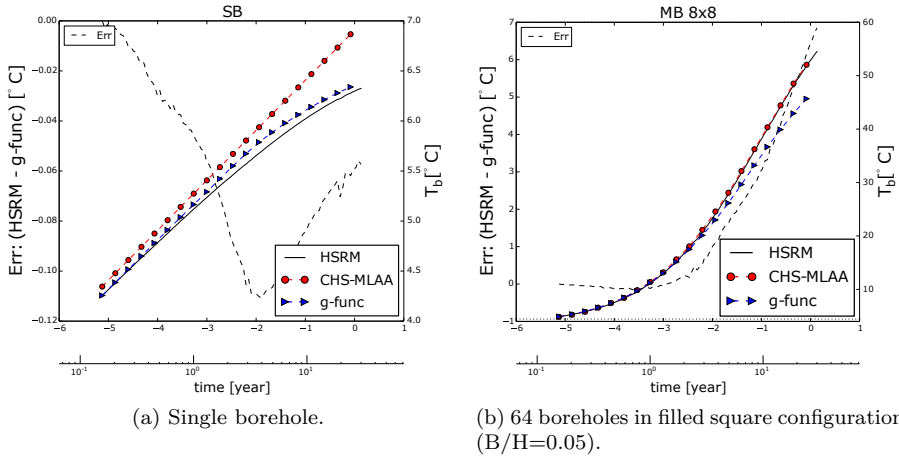 SB
Err
Err: (HSRM - g-func) [°C]
0.00
−0.02
−0.04
−0.06
−0.08
−0.10
−0.12
7.0
6.5
6.0
5.5
5.0
4.5
4.0
T_b[°C]
HSRM
CHS-MLAA
g-func
−6 −5 −4 −3 −2 −1 0 1
10^-1 10^0 10^1
time [year]
(a) Single borehole.
MB 8x8
Err
Err: (HSRM - g-func) [°C]
7
6
5
4
3
2
1
0
−1
60
50
40
30
20
10
T_b[°C]
HSRM
CHS-MLAA
g-func
−6 −5 −4 −3 −2 −1 0 1
10^-1 10^0 10^1
time [year]
(b) 64 boreholes in filled square configuration
(B/H=0.05).